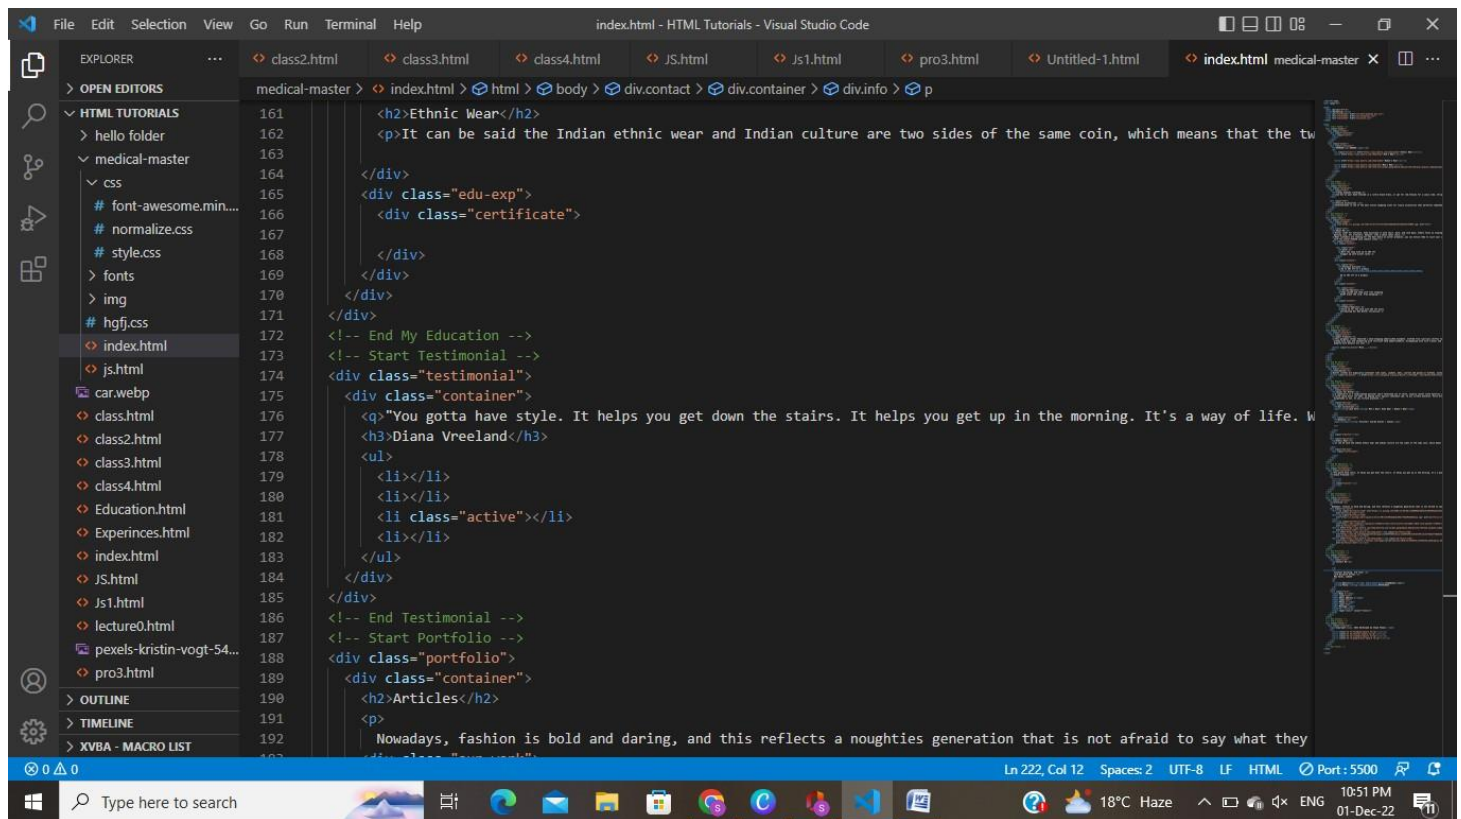 File Edit Selection View Go Run Terminal Help index.html - HTML Tutorials - Visual Studio Code
EXPLORER ...
> OPEN EDITORS
HTML TUTORIALS
> hello folder
medical-master
css
# font-awesome.min....
# normalize.css
# style.css
> fonts
> img
# hgfj.css
<> index.html
<> js.html
car.webp
<> class.html
<> class2.html
<> class3.html
<> class4.html
<> Education.html
<> Experinces.html
<> index.html
<> JS.html
<> Js1.html
<> lecture0.html
pexels-kristin-vogt-54...
<> pro3.html
> OUTLINE
> TIMELINE
> XVBA - MACRO LIST
<> class2.html <> class3.html <> class4.html <> JS.html <> Js1.html <> pro3.html <> Untitled-1.html <> index.html medical-master ...
medical-master > <> index.html > html > body > div.contact > div.container > div.info > p
161 <h2>Ethnic Wear</h2>
162 <p>It can be said the Indian ethnic wear and Indian culture are two sides of the same coin, which means that the tw
163
164 </div>
165 <div class="edu-exp">
166 <div class="certificate">
167
168 </div>
169 </div>
170 </div>
171 </div>
172 <!-- End My Education -->
173 <!-- Start Testimonial -->
174 <div class="testimonial">
175 <div class="container">
176 <q>"You gotta have style. It helps you get down the stairs. It helps you get up in the morning. It's a way of life. W
177 <h3>Diana Vreeland</h3>
178 <ul>
179 <li></li>
180 <li></li>
181 <li class="active"></li>
182 <li></li>
183 </ul>
184 </div>
185 </div>
186 <!-- End Testimonial -->
187 <!-- Start Portfolio -->
188 <div class="portfolio">
189 <div class="container">
190 <h2>Articles</h2>
191 <p>
192 Nowadays, fashion is bold and daring, and this reflects a noughties generation that is not afraid to say what they
0 0 Ln 222, Col 12 Spaces: 2 UTF-8 LF HTML Port : 5500
Type here to search 18°C Haze ENG 10:51 PM
01-Dec-22 11